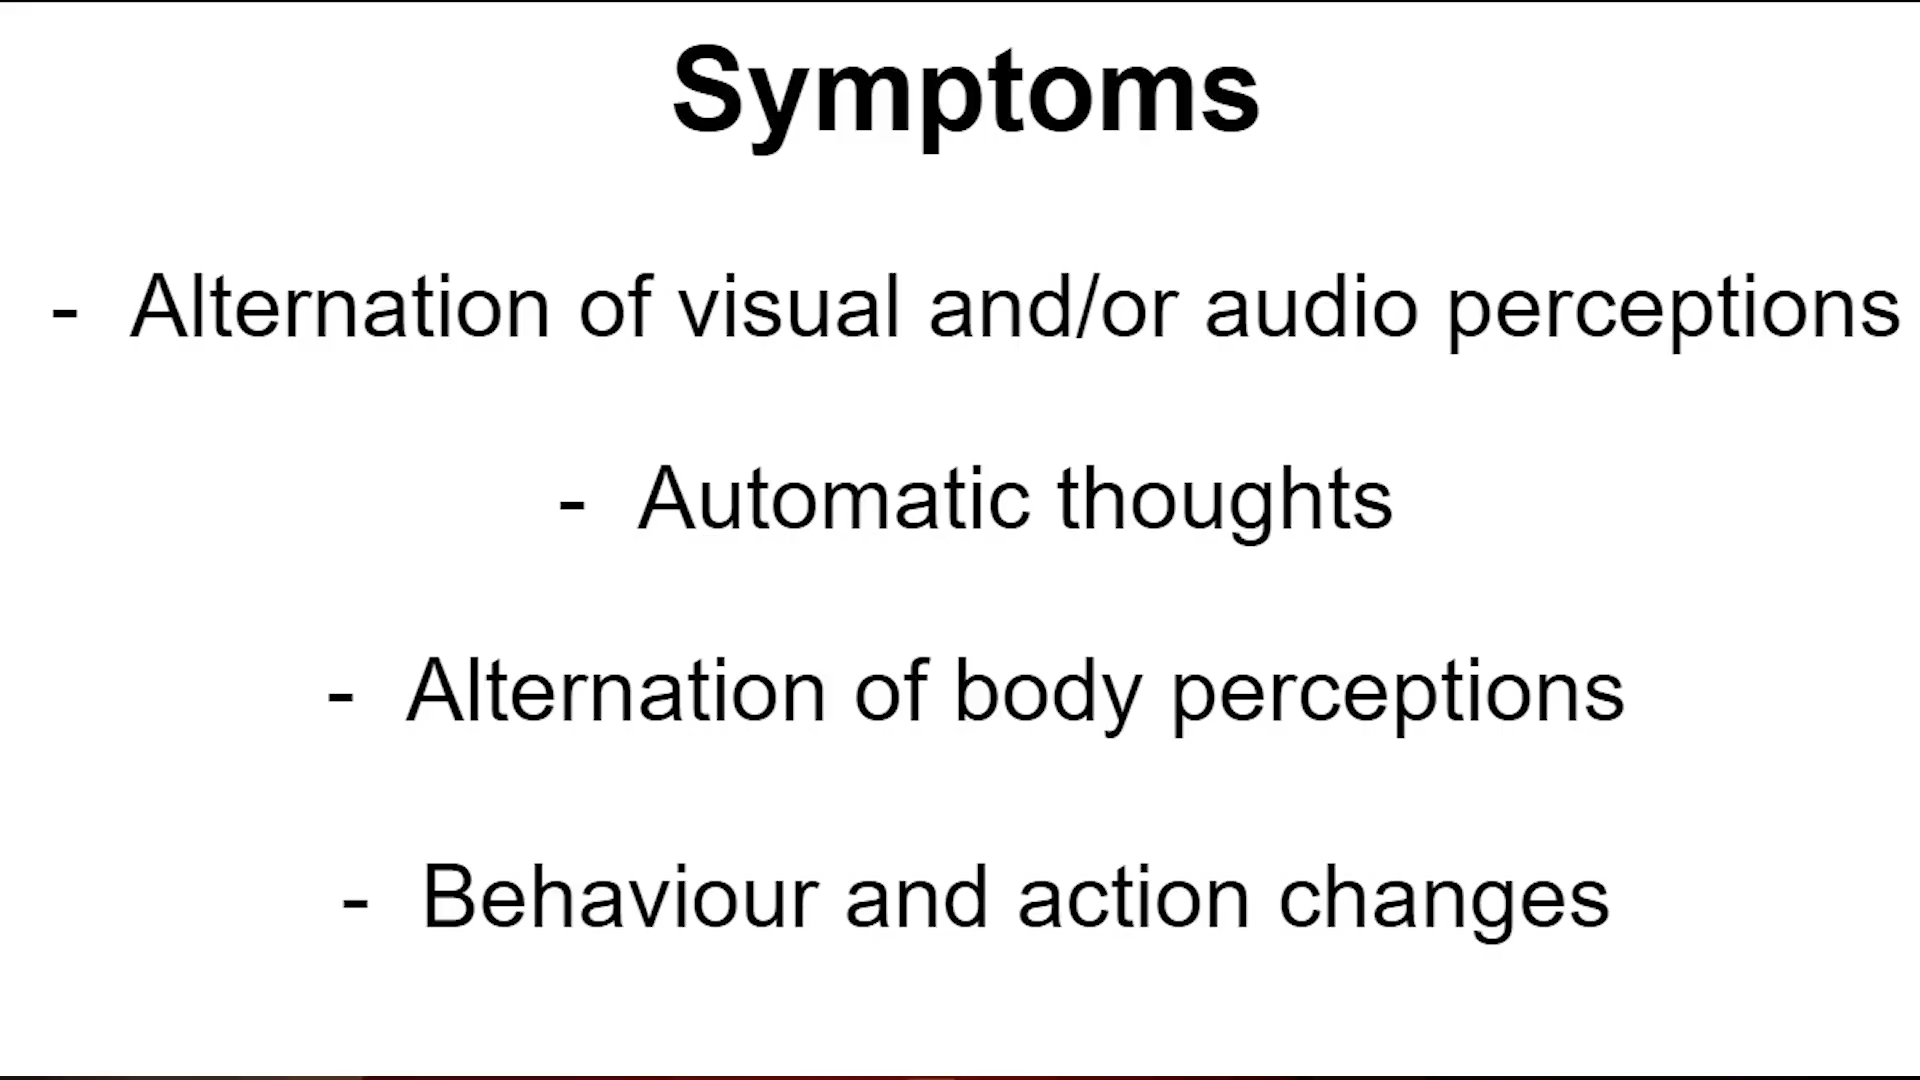 Symptoms
- Alternation of visual and/or audio perceptions
- Automatic thoughts
- Alternation of body perceptions
- Behaviour and action changes